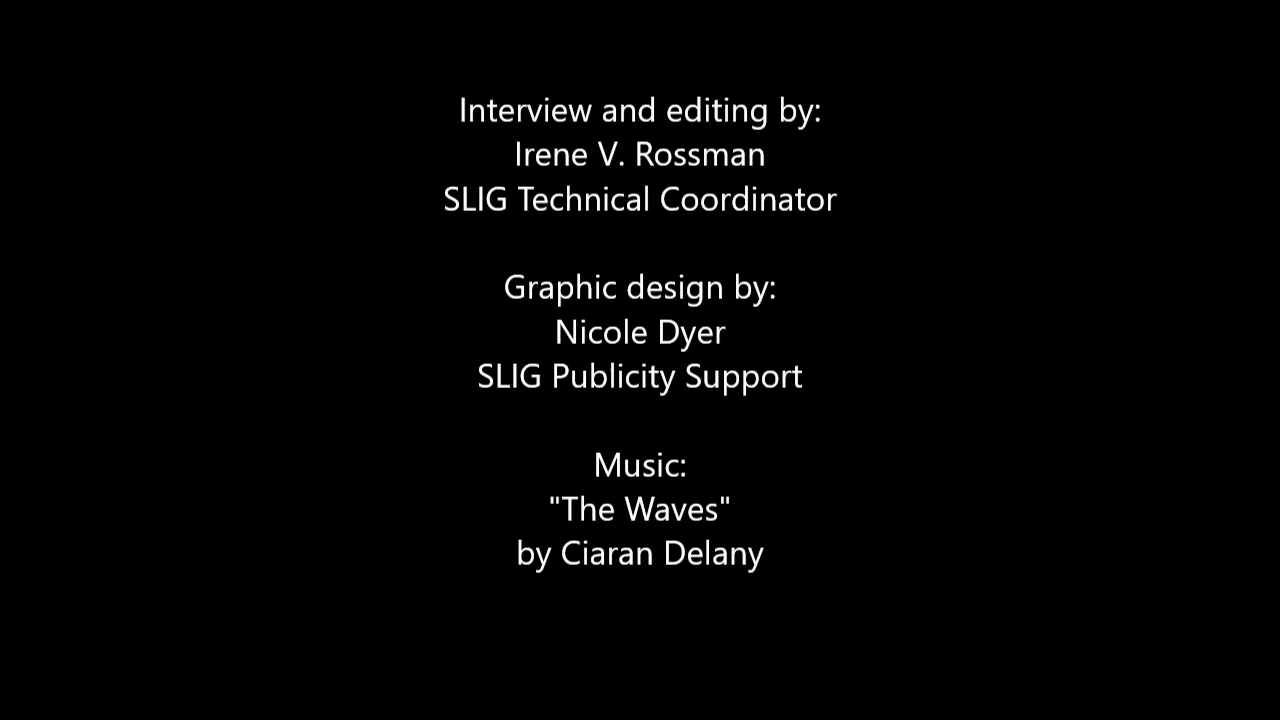 Interview and editing by:
Irene V. Rossman
SLIG Technical Coordinator
Graphic design by:
Nicole Dyer
SLIG Publicity Support
Music:
"The Waves"
by Ciaran Delany